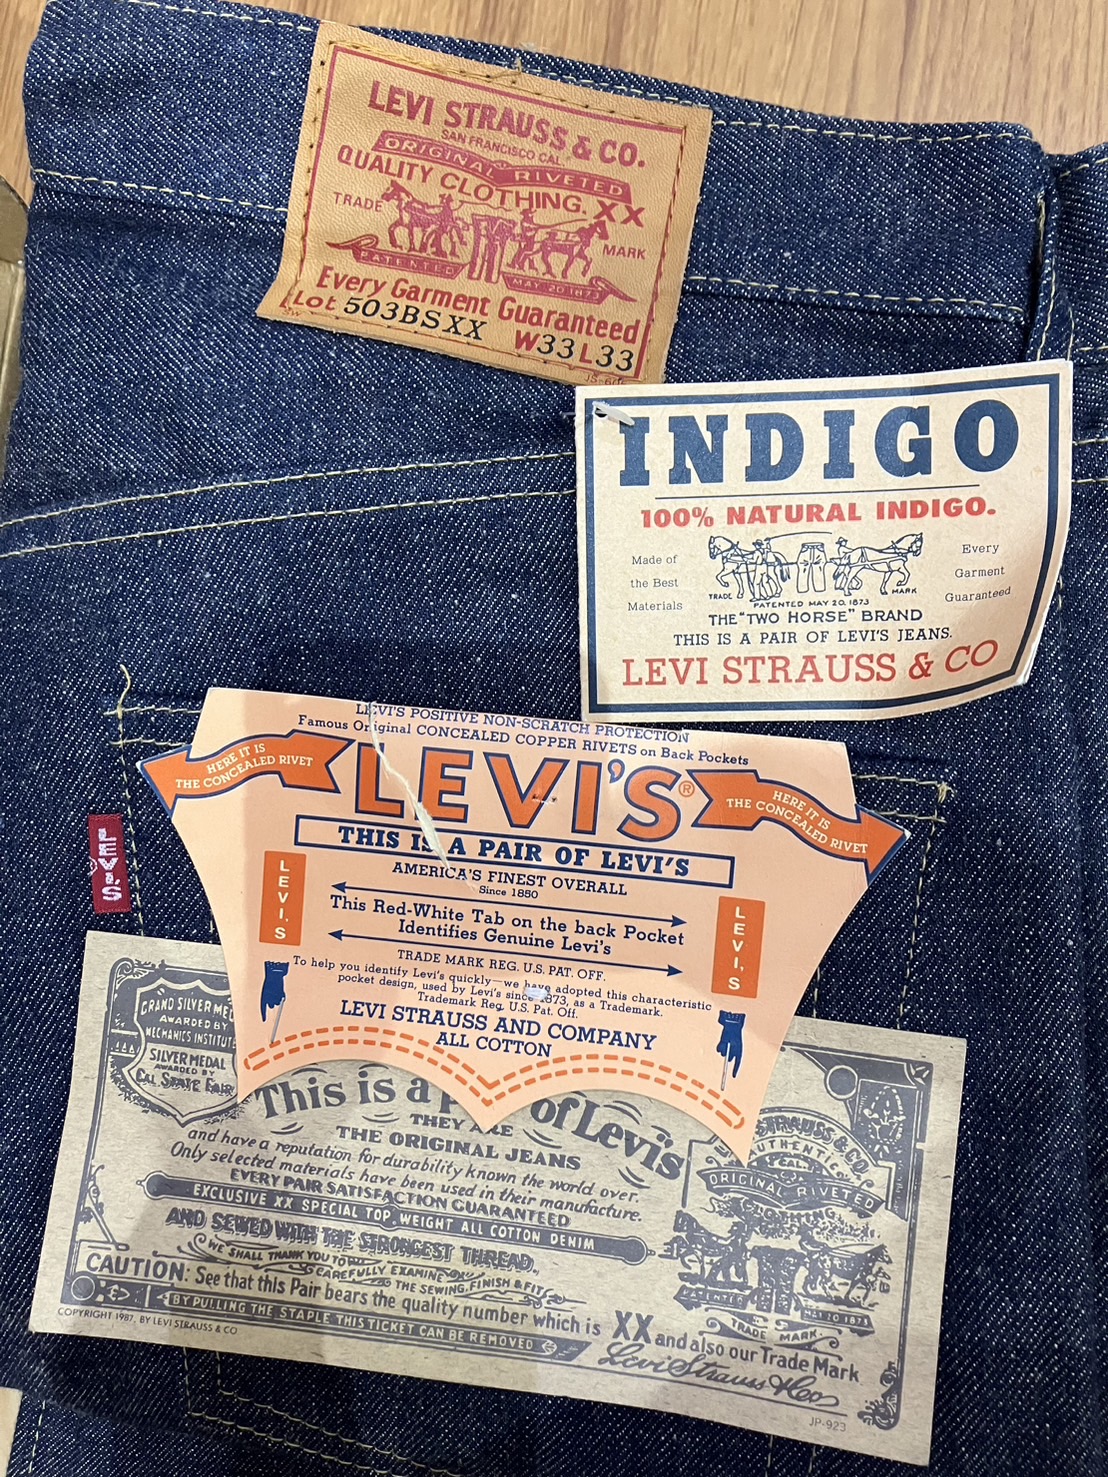 LEVI STRAUSS & CO.
SAN FRANCISCO CAL.
ORIGINAL RIVETED
QUALITY CLOTHING. XX
TRADE MARK
PATENTED MAY 20 1873
Every Garment Guaranteed
Lot 503BSXX W33 L33
INDIGO
100% NATURAL INDIGO.
Made of
the Best
Materials
Every
Garment
Guaranteed
TRADE MARK
PATENTED MAY 20. 1873
THE "TWO HORSE" BRAND
THIS IS A PAIR OF LEVI'S JEANS.
LEVI STRAUSS & CO
LEVI'S POSITIVE NON-SCRATCH PROTECTION
Famous Original CONCEALED COPPER RIVETS on Back Pockets
HERE IT IS
THE CONCEALED RIVET
LEVI'S®
HERE IT IS
THE CONCEALED RIVET
THIS IS A PAIR OF LEVI'S
AMERICA'S FINEST OVERALL
Since 1850
LEVI'S
This Red-White Tab on the back Pocket
Identifies Genuine Levi's
LEVI'S
TRADE MARK REG. U.S. PAT. OFF.
To help you identify Levi's quickly—we have adopted this characteristic
pocket design, used by Levi's since 1873, as a Trademark.
Trademark Reg. U.S. Pat. Off.
LEVI STRAUSS AND COMPANY
ALL COTTON
LEVI'S
®
GRAND SILVER
AWARDED BY
MECHANICS INSTITUTE
SILVER MEDAL
AWARDED BY
CAL. STATE FAIR
This is a of Levi's
THEY ARE
THE ORIGINAL JEANS
and have a reputation for durability known the world over.
Only selected materials have been used in their manufacture.
EVERY PAIR SATISFACTION GUARANTEED
EXCLUSIVE XX SPECIAL TOP WEIGHT ALL COTTON DENIM
AND SEWED WITH THE STRONGEST THREAD.
WE SHALL THANK YOU TO
CAREFULLY EXAMINE
THE SEWING, FINISH & FIT
CAUTION: See that this Pair bears the quality number which is XX and also our Trade Mark
BY PULLING THE STAPLE THIS TICKET CAN BE REMOVED
Levi Strauss & Co
COPYRIGHT 1987, BY LEVI STRAUSS & CO
STRAUSS & CO.
AUTHENTIC
CAL.
ORIGINAL RIVETED
CLOTHING.
PATENTED MAY 20 1873
TRADE MARK.
JP-923